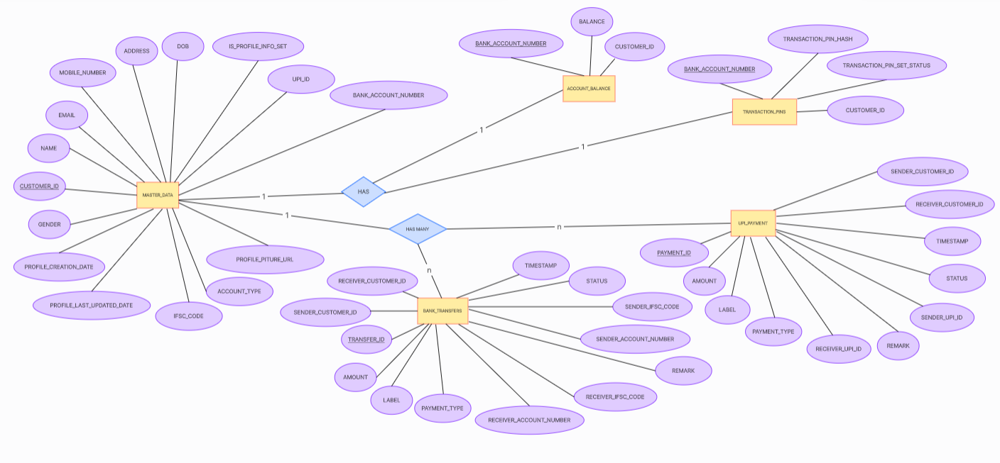 BALANCE
BANK_ACCOUNT_NUMBER
CUSTOMER_ID
ACCOUNT_BALANCE
TRANSACTION_PIN_HASH
BANK_ACCOUNT_NUMBER
TRANSACTION_PIN_SET_STATUS
CUSTOMER_ID
TRANSACTION_PINS
DOB
IS_PROFILE_INFO_SET
ADDRESS
MOBILE_NUMBER
UPI_ID
BANK_ACCOUNT_NUMBER
EMAIL
NAME
CUSTOMER_ID
MASTER_DATA
GENDER
PROFILE_CREATION_DATE
PROFILE_LAST_UPDATED_DATE
IFSC_CODE
ACCOUNT_TYPE
PROFILE_PITURE_URL
1
1
1
HAS
1
HAS MANY
n
n
SENDER_CUSTOMER_ID
RECEIVER_CUSTOMER_ID
UPI_PAYMENT
TIMESTAMP
PAYMENT_ID
STATUS
AMOUNT
LABEL
SENDER_UPI_ID
PAYMENT_TYPE
RECEIVER_UPI_ID
REMARK
TIMESTAMP
RECEIVER_CUSTOMER_ID
STATUS
SENDER_CUSTOMER_ID
BANK_TRANSFERS
SENDER_IFSC_CODE
TRANSFER_ID
SENDER_ACCOUNT_NUMBER
AMOUNT
REMARK
LABEL
PAYMENT_TYPE
RECEIVER_IFSC_CODE
RECEIVER_ACCOUNT_NUMBER